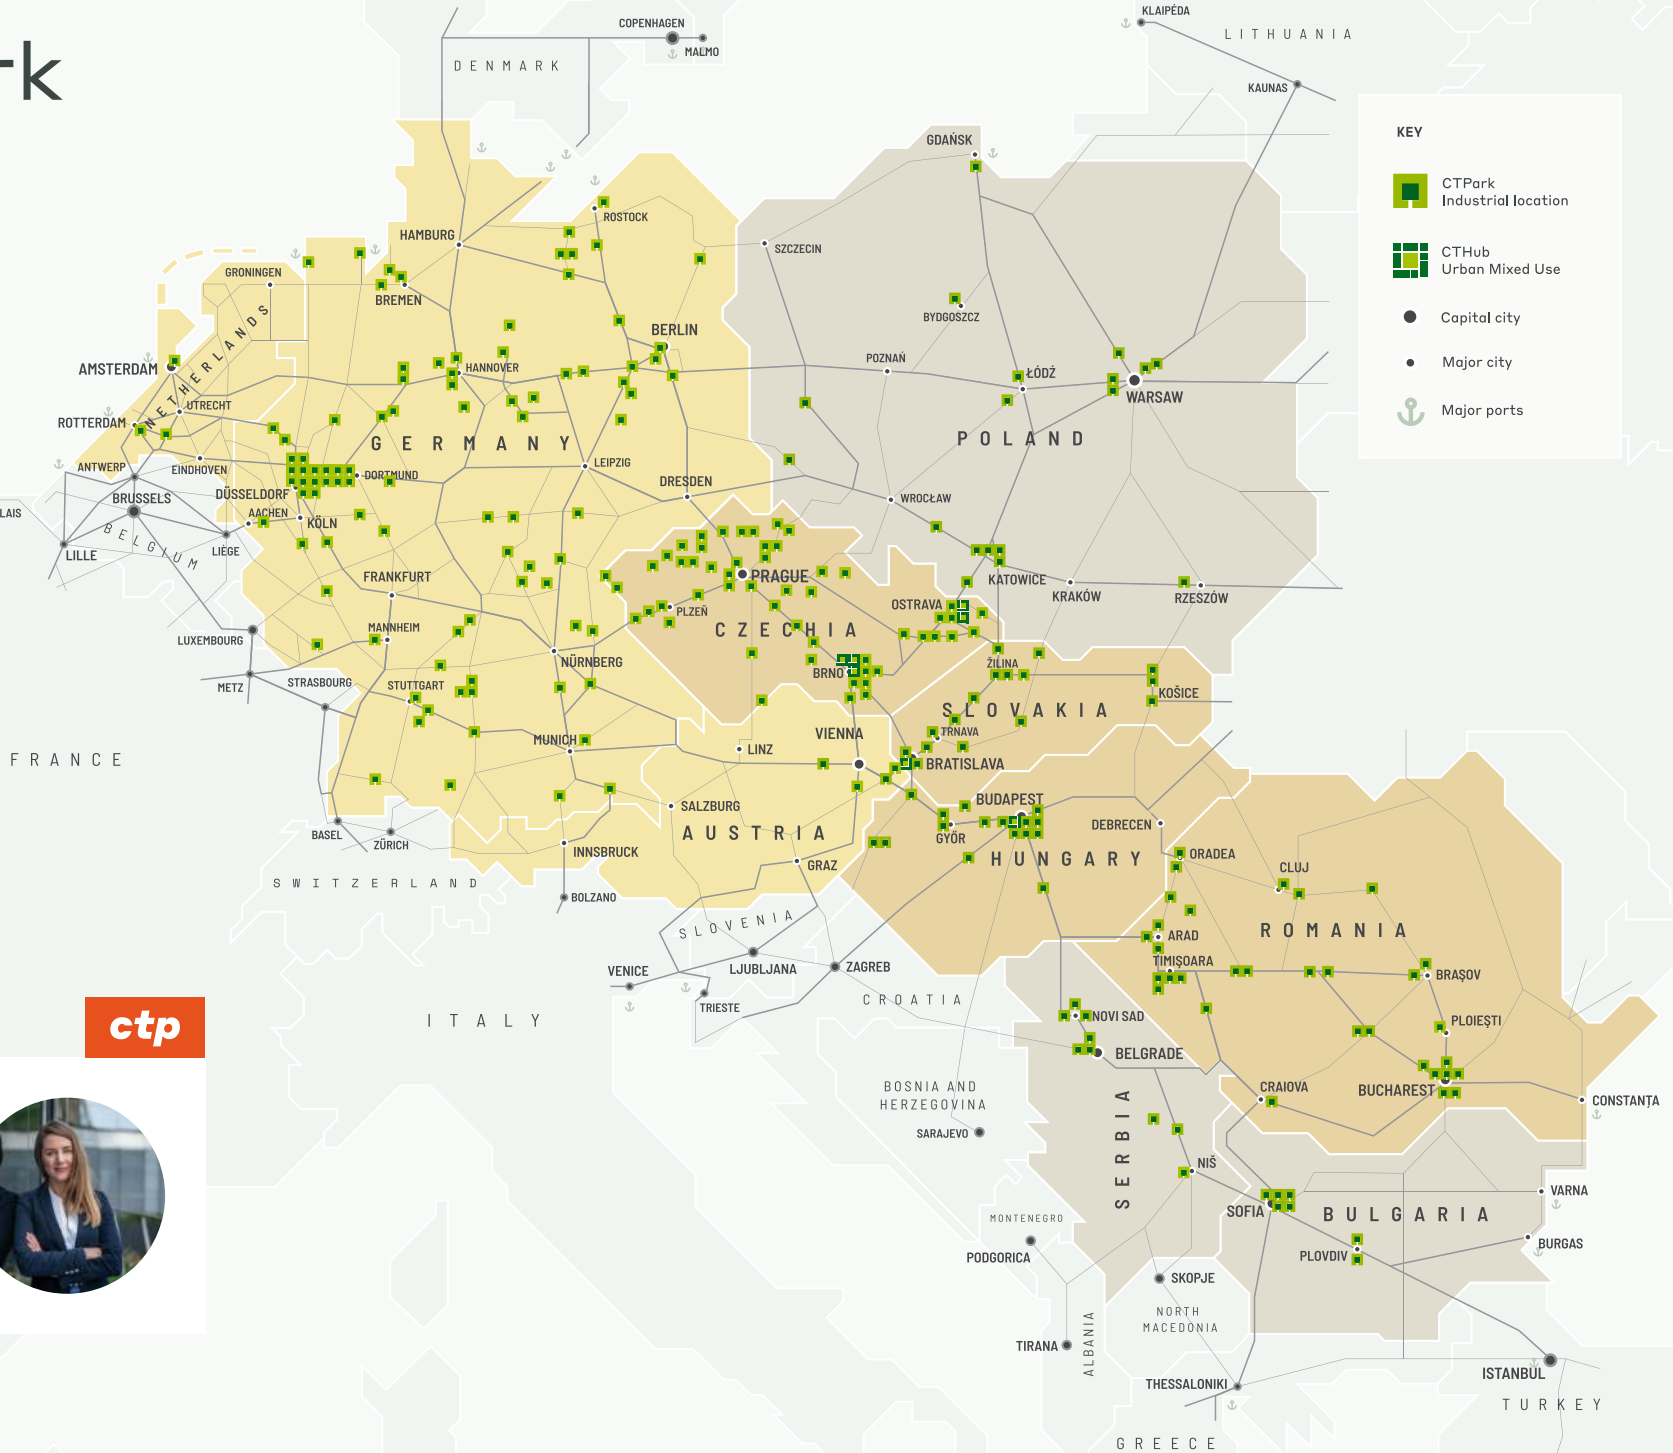 rk
KLAIPĖDA
LITHUANIA
COPENHAGEN
MALMO
DENMARK
KAUNAS
KEY
CTPark
Industrial location
CTHub
Urban Mixed Use
Capital city
Major city
Major ports
GDAŃSK
ROSTOCK
HAMBURG
SZCZECIN
GRONINGEN
BREMEN
BYDGOSZCZ
BERLIN
NETHERLANDS
AMSTERDAM
HANNOVER
POZNAŃ
ŁÓDŹ
WARSAW
UTRECHT
ROTTERDAM
GERMANY
POLAND
ANTWERP
EINDHOVEN
DORTMUND
LEIPZIG
DRESDEN
BRUSSELS
DÜSSELDORF
WROCŁAW
LAIS
AACHEN
KÖLN
BELGIUM
LIÈGE
LILLE
FRANKFURT
PRAGUE
KATOWICE
KRAKÓW
RZESZÓW
OSTRAVA
PLZEŇ
CZECHIA
MANNHEIM
LUXEMBOURG
NÜRNBERG
ŽILINA
BRNO
METZ
STRASBOURG
STUTTGART
KOŠICE
SLOVAKIA
VIENNA
TRNAVA
MUNICH
LINZ
FRANCE
BRATISLAVA
SALZBURG
BUDAPEST
BASEL
ZÜRICH
AUSTRIA
GYŐR
DEBRECEN
INNSBRUCK
HUNGARY
ORADEA
GRAZ
CLUJ
SWITZERLAND
BOLZANO
SLOVENIA
ROMANIA
ARAD
TIMIȘOARA
VENICE
LJUBLJANA
ZAGREB
BRAȘOV
TRIESTE
CROATIA
NOVI SAD
PLOIEȘTI
ITALY
ctp
BELGRADE
BOSNIA AND
HERZEGOVINA
CRAIOVA
BUCHAREST
CONSTANȚA
SARAJEVO
SERBIA
NIŠ
VARNA
SOFIA
BULGARIA
MONTENEGRO
PODGORICA
PLOVDIV
BURGAS
SKOPJE
NORTH
MACEDONIA
ALBANIA
TIRANA
ISTANBUL
THESSALONIKI
TURKEY
GREECE